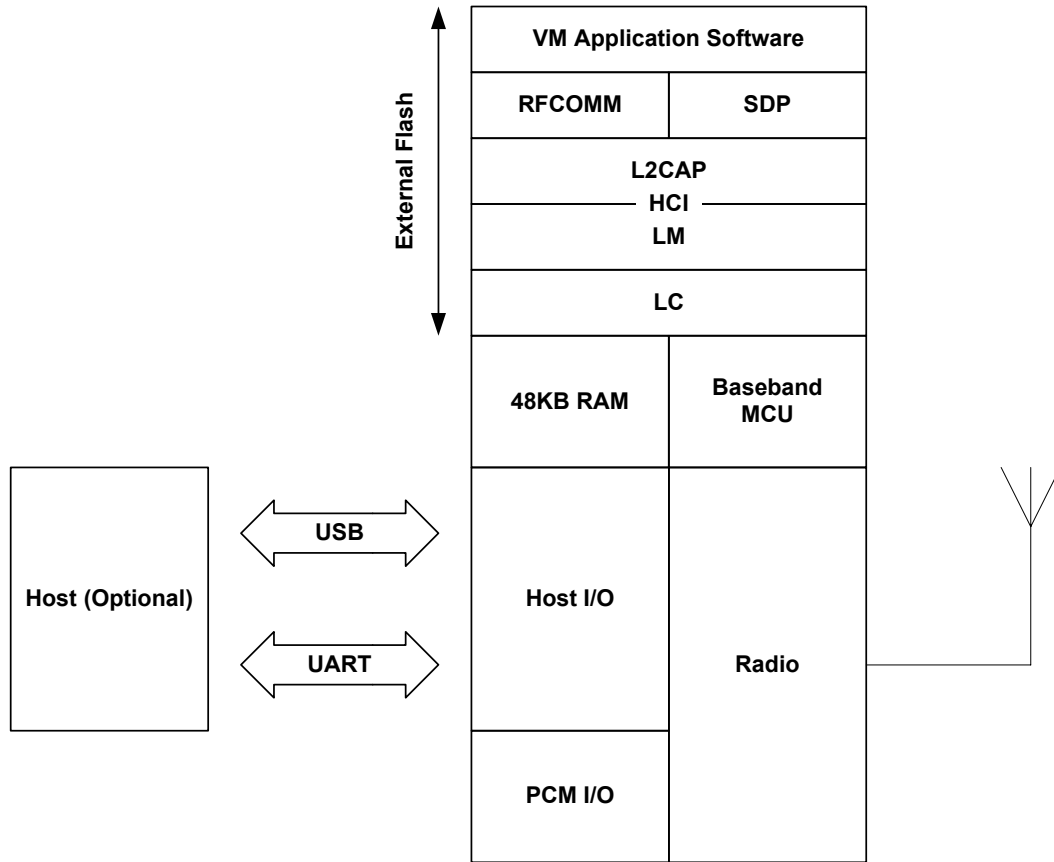 VM Application Software
RFCOMM
SDP
External Flash
L2CAP
HCI
LM
LC
48KB RAM
Baseband
MCU
USB
Host (Optional)
Host I/O
UART
Radio
PCM I/O